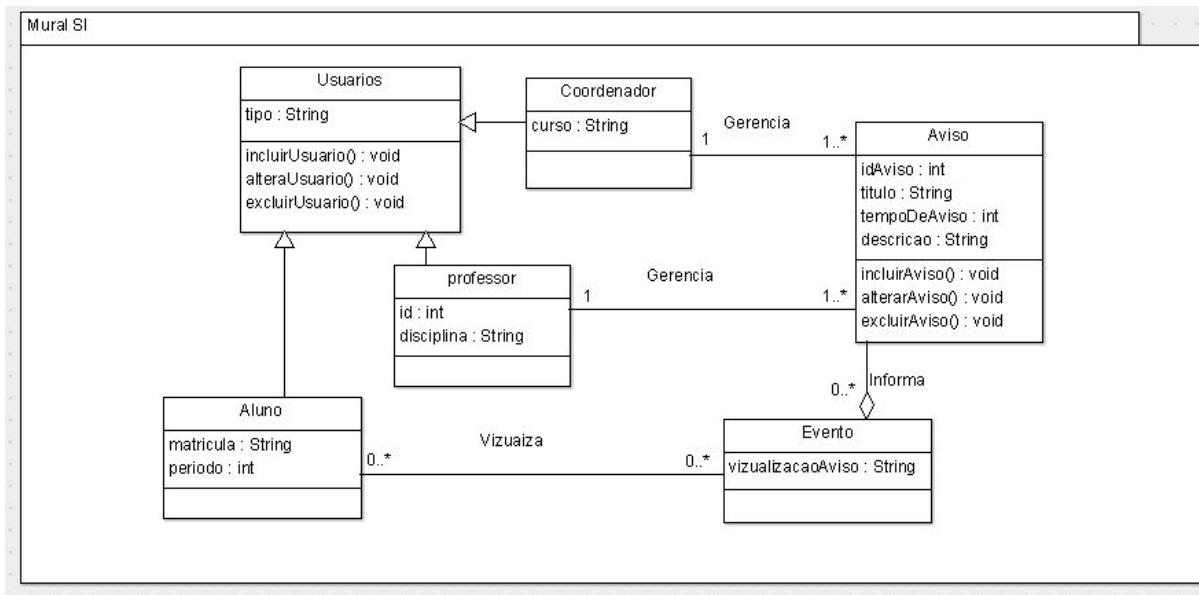 Mural SI
Usuarios
tipo : String
incluirUsuario() : void
alteraUsuario() : void
excluirUsuario() : void
Coordenador
curso : String
Gerencia
1
1..*
Aviso
idAviso : int
titulo : String
tempoDeAviso : int
descricao : String
incluirAviso() : void
alterarAviso() : void
excluirAviso() : void
professor
id : int
disciplina : String
Gerencia
1
1..*
Informa
0..*
Aluno
matricula : String
periodo : int
Vizuaiza
0..*
0..*
Evento
vizualizacaoAviso : String